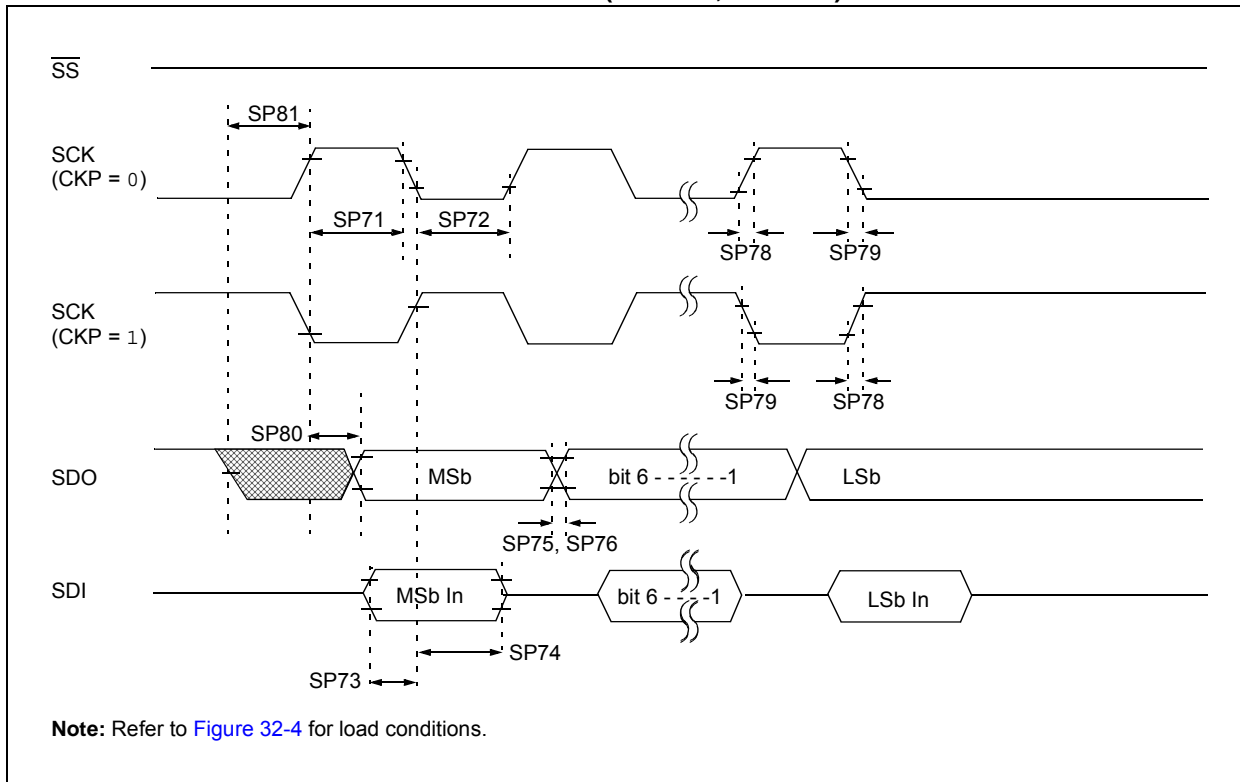 SS
SP81
SCK
(CKP = 0)
SP71
SP72
SP78
SP79
SCK
(CKP = 1)
SP79
SP78
SP80
SDO
MSb
bit 6 - - - - - -1
LSb
SP75, SP76
SDI
MSb In
bit 6 - - - - -1
LSb In
SP74
SP73
Note: Refer to Figure 32-4 for load conditions.